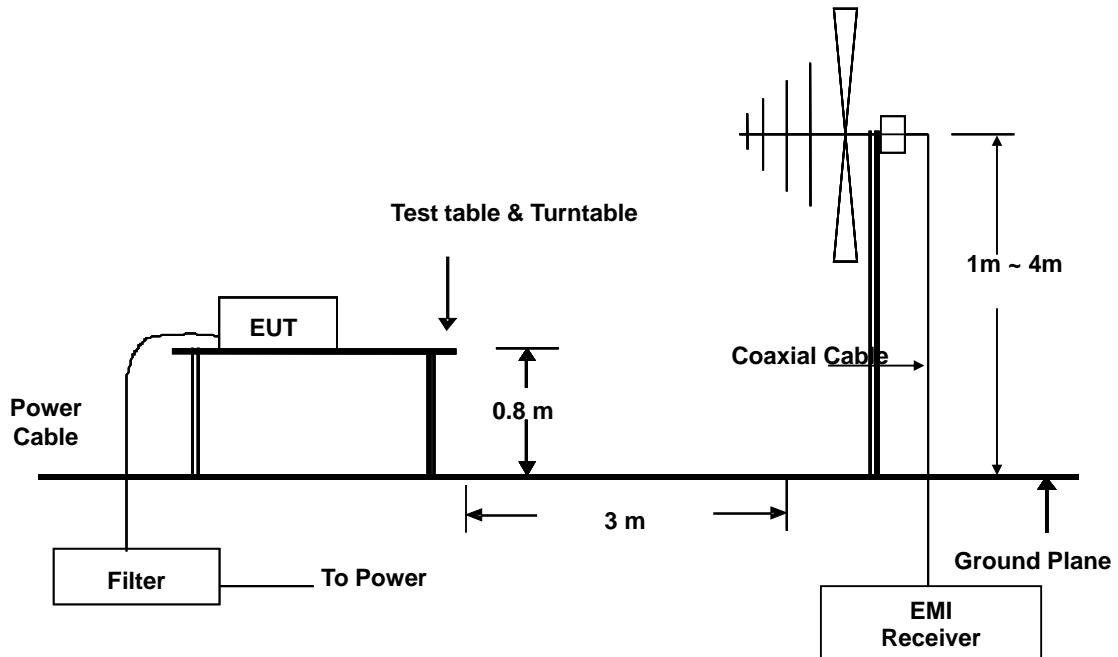 Test table & Turntable
1m ~ 4m
EUT
Coaxial Cable
0.8 m
Power
Cable
3 m
Filter
To Power
Ground Plane
EMI
Receiver